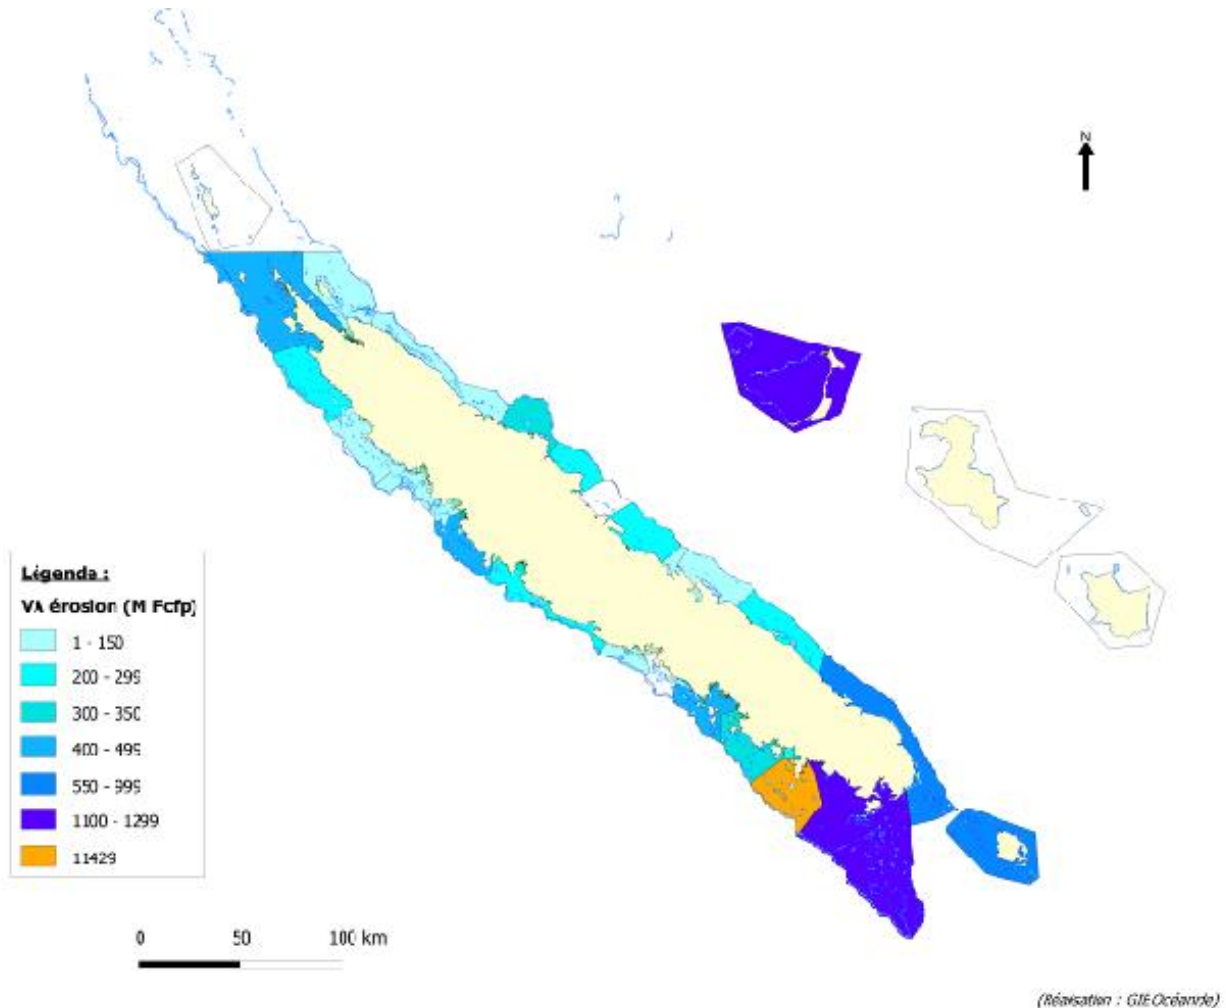 N
Légende :
VA érosion (M Fcfp)
1 - 150
200 - 299
300 - 350
400 - 499
550 - 999
1100 - 1299
11429
0 50 100 km
(Réalisation : GIE Océanide)